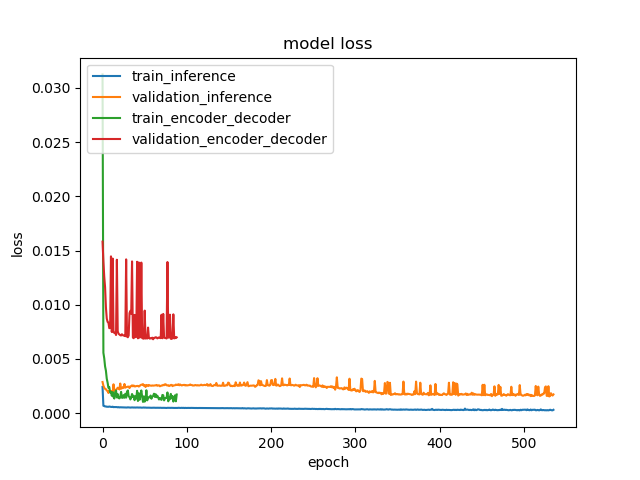 model loss
train_inference
validation_inference
train_encoder_decoder
validation_encoder_decoder
0.030
0.025
0.020
0.015
0.010
0.005
0.000
loss
0 100 200 300 400 500
epoch